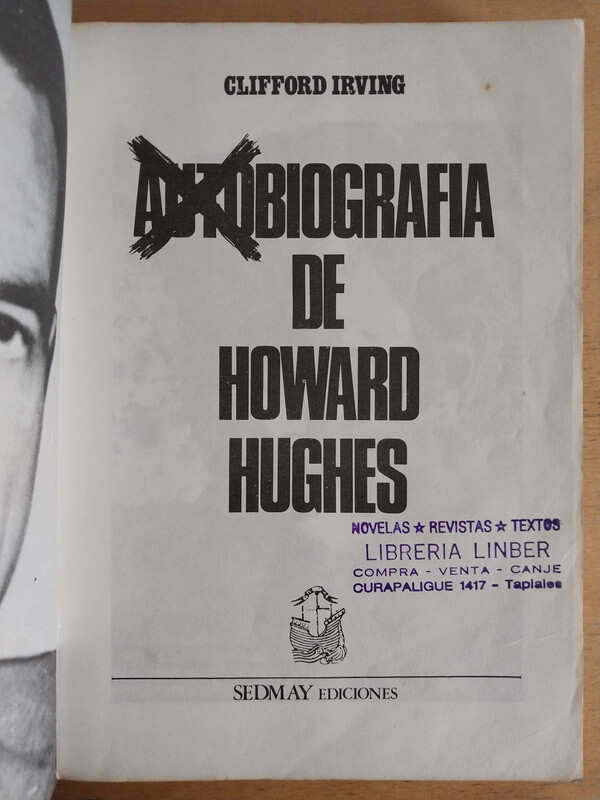 CLIFFORD IRVING
AUTOBIOGRAFIA
DE
HOWARD
HUGHES
NOVELAS ☆ REVISTAS ☆ TEXTOS
LIBRERIA LINBER
COMPRA - VENTA - CANJE
CURAPALIGUE 1417 - Tapiales
SEDMAY EDICIONES